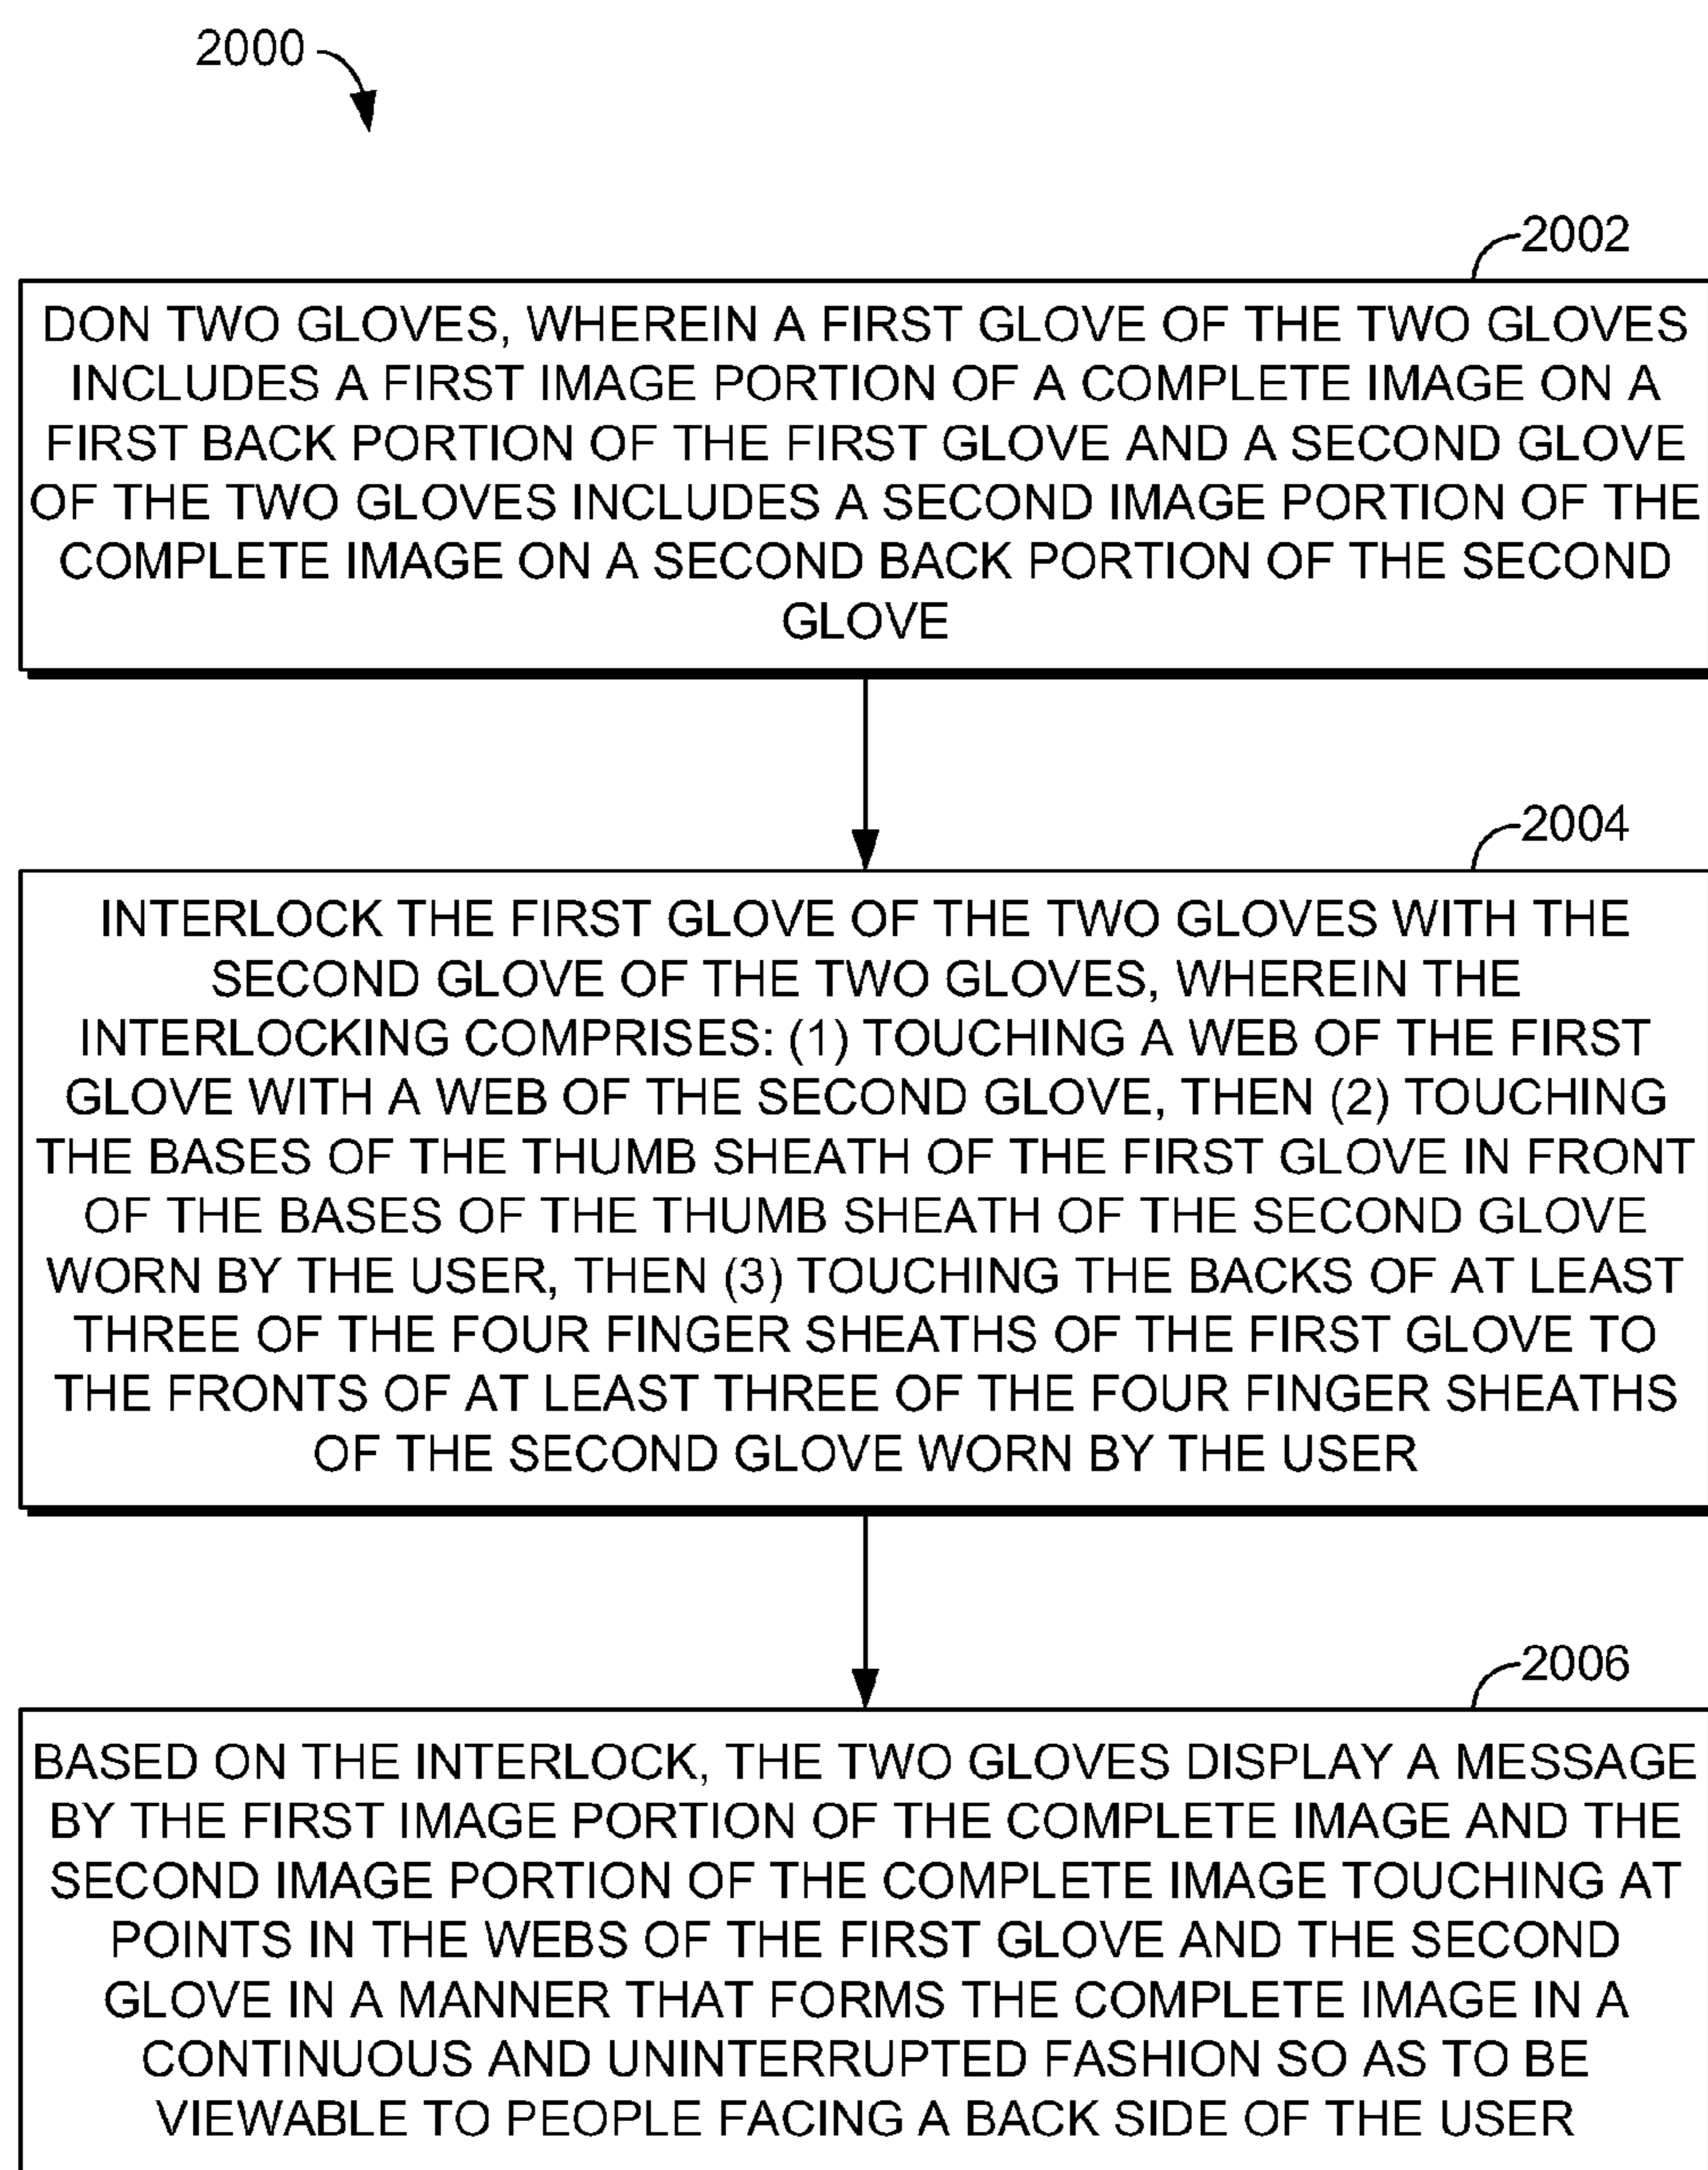 2000
2002
DON TWO GLOVES, WHEREIN A FIRST GLOVE OF THE TWO GLOVES
INCLUDES A FIRST IMAGE PORTION OF A COMPLETE IMAGE ON A
FIRST BACK PORTION OF THE FIRST GLOVE AND A SECOND GLOVE
OF THE TWO GLOVES INCLUDES A SECOND IMAGE PORTION OF THE
COMPLETE IMAGE ON A SECOND BACK PORTION OF THE SECOND
GLOVE
2004
INTERLOCK THE FIRST GLOVE OF THE TWO GLOVES WITH THE
SECOND GLOVE OF THE TWO GLOVES, WHEREIN THE
INTERLOCKING COMPRISES: (1) TOUCHING A WEB OF THE FIRST
GLOVE WITH A WEB OF THE SECOND GLOVE, THEN (2) TOUCHING
THE BASES OF THE THUMB SHEATH OF THE FIRST GLOVE IN FRONT
OF THE BASES OF THE THUMB SHEATH OF THE SECOND GLOVE
WORN BY THE USER, THEN (3) TOUCHING THE BACKS OF AT LEAST
THREE OF THE FOUR FINGER SHEATHS OF THE FIRST GLOVE TO
THE FRONTS OF AT LEAST THREE OF THE FOUR FINGER SHEATHS
OF THE SECOND GLOVE WORN BY THE USER
2006
BASED ON THE INTERLOCK, THE TWO GLOVES DISPLAY A MESSAGE
BY THE FIRST IMAGE PORTION OF THE COMPLETE IMAGE AND THE
SECOND IMAGE PORTION OF THE COMPLETE IMAGE TOUCHING AT
POINTS IN THE WEBS OF THE FIRST GLOVE AND THE SECOND
GLOVE IN A MANNER THAT FORMS THE COMPLETE IMAGE IN A
CONTINUOUS AND UNINTERRUPTED FASHION SO AS TO BE
VIEWABLE TO PEOPLE FACING A BACK SIDE OF THE USER